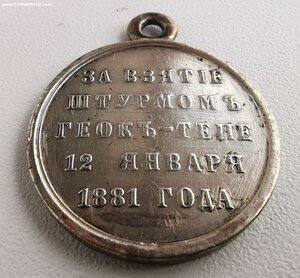 ЗА ВЗЯТІЕ
ШТУРМОМЪ
ГЕОКЪ-ТЕПЕ
12 ЯНВАРЯ
1881 ГОДА